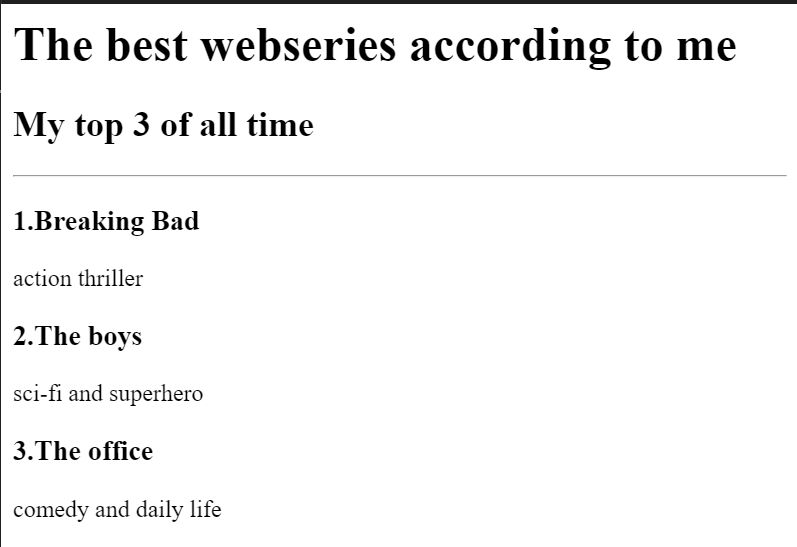 The best webseries according to me
My top 3 of all time
1.Breaking Bad
action thriller
2.The boys
sci-fi and superhero
3.The office
comedy and daily life